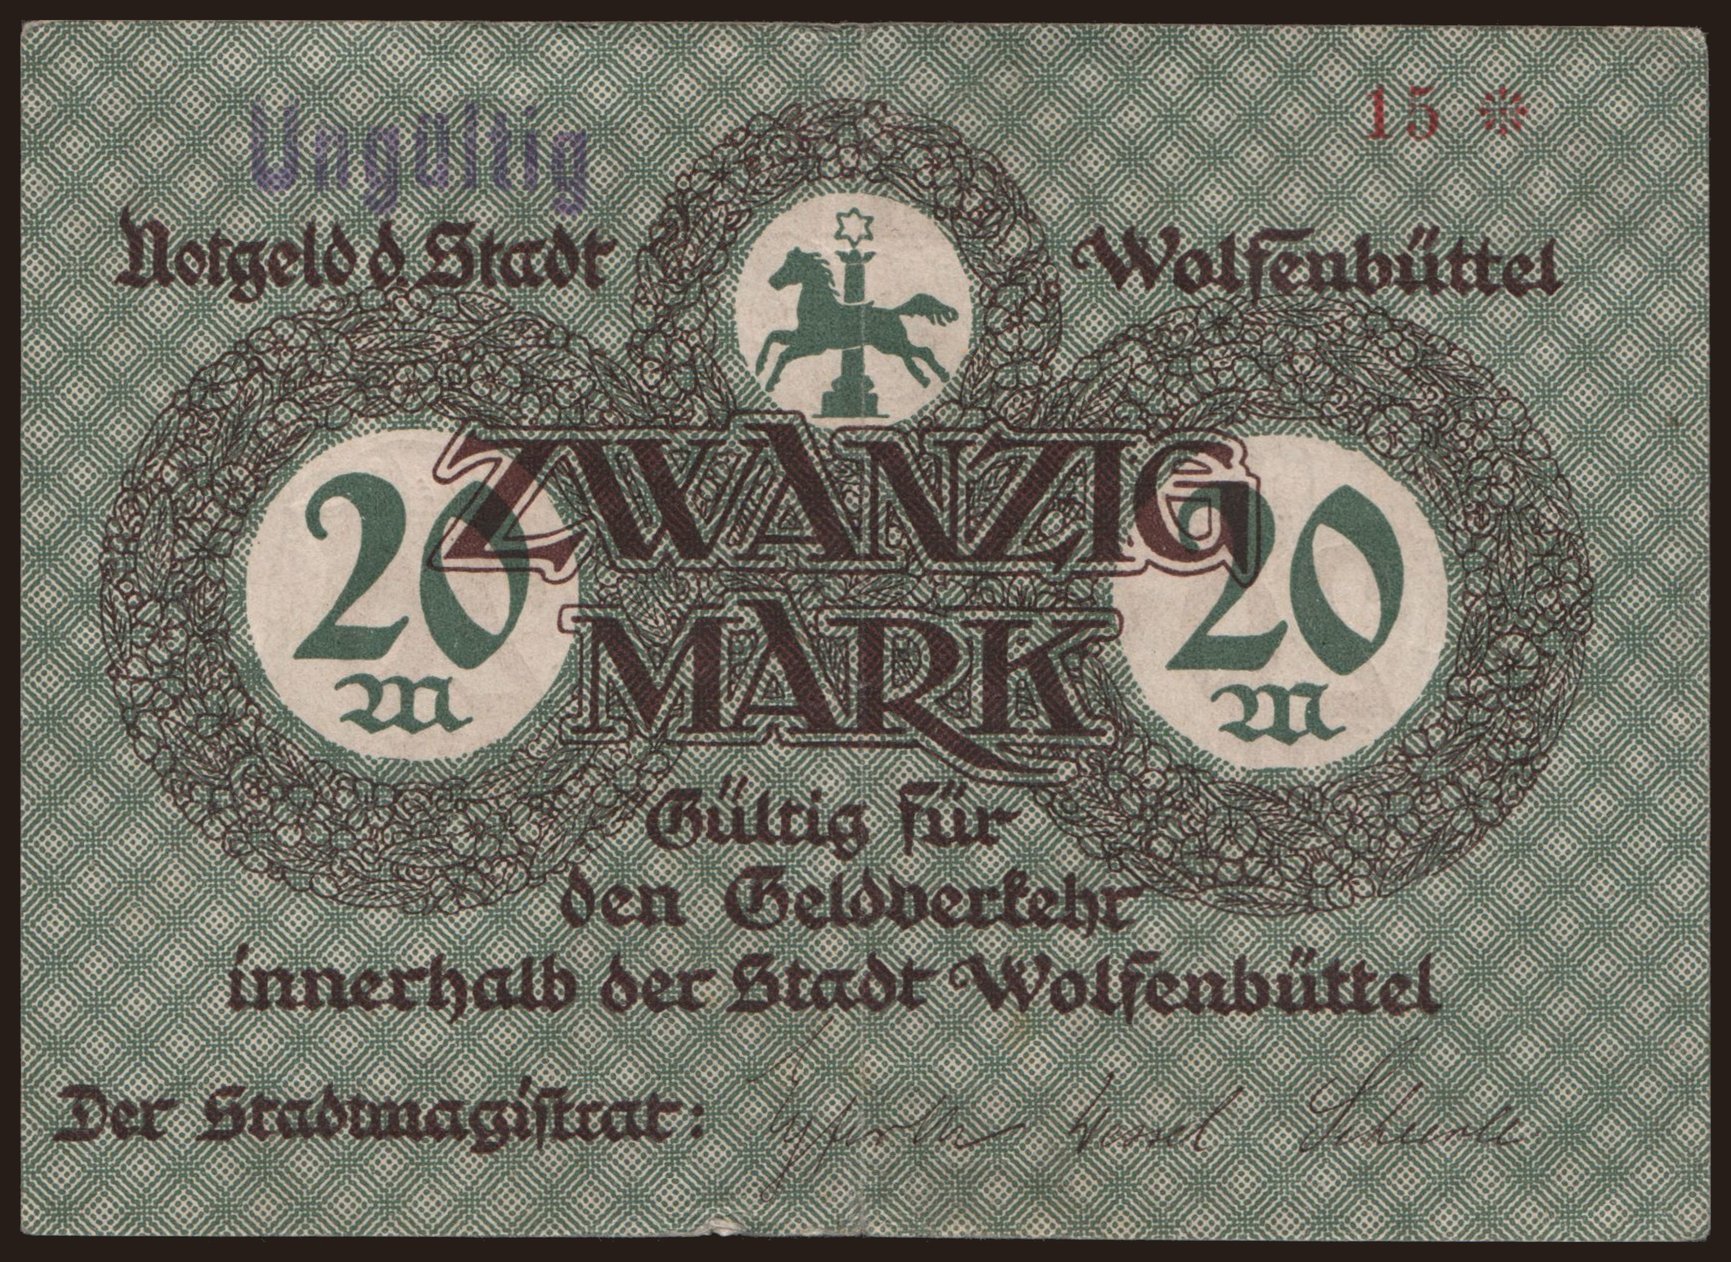 Ungültig
15 *
Notgeld d. Stadt Wolfenbüttel
20 M
ZWANZIG
MARK
20 M
Gültig für
den Geldverkehr
innerhalb der Stadt Wolfenbüttel
Der Stadtmagistrat: